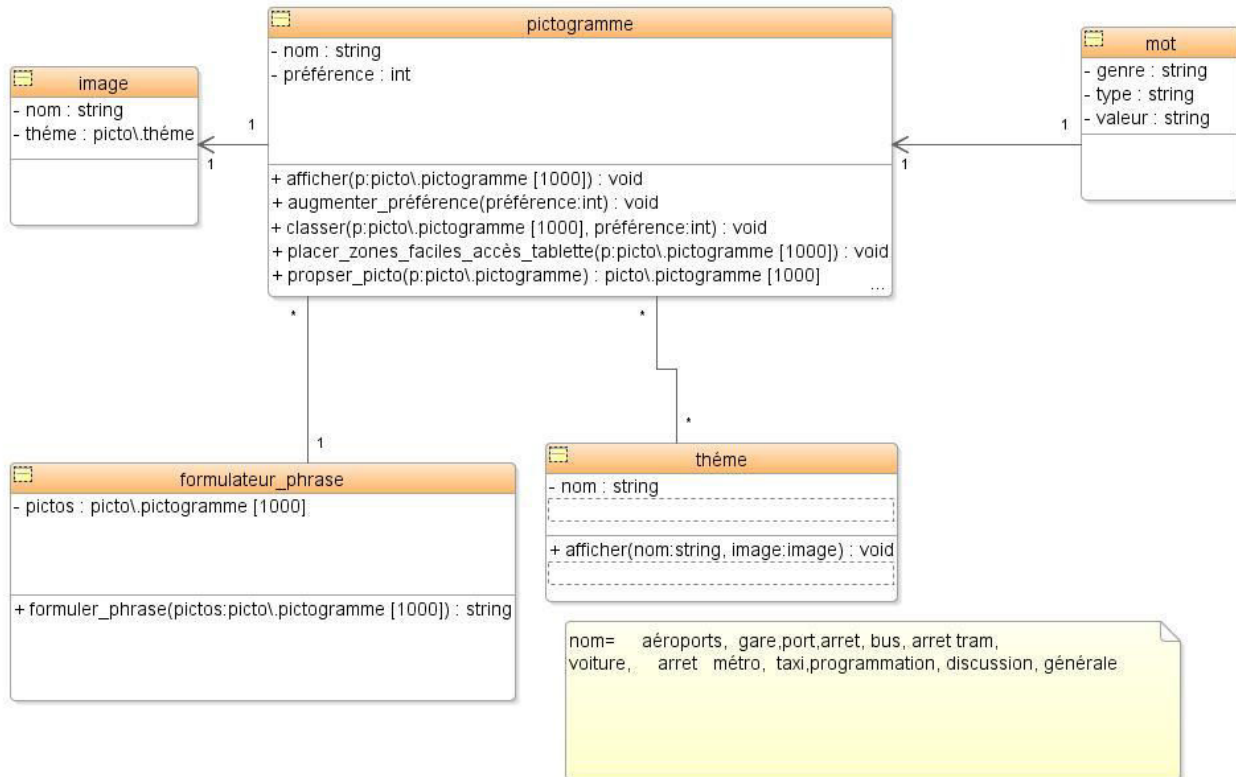 pictogramme
- nom : string
- préférence : int
+ afficher(p:picto\.pictogramme [1000]) : void
+ augmenter_préférence(préférence:int) : void
+ classer(p:picto\.pictogramme [1000], préférence:int) : void
+ placer_zones_faciles_accès_tablette(p:picto\.pictogramme [1000]) : void
+ propser_picto(p:picto\.pictogramme) : picto\.pictogramme [1000]
...
image
- nom : string
- théme : picto\.théme
1
1
mot
- genre : string
- type : string
- valeur : string
1
1
*
1
*
*
formulateur_phrase
- pictos : picto\.pictogramme [1000]
+ formuler_phrase(pictos:picto\.pictogramme [1000]) : string
théme
- nom : string
+ afficher(nom:string, image:image) : void
nom= aéroports, gare,port,arret, bus, arret tram,
voiture, arret métro, taxi,programmation, discussion, générale